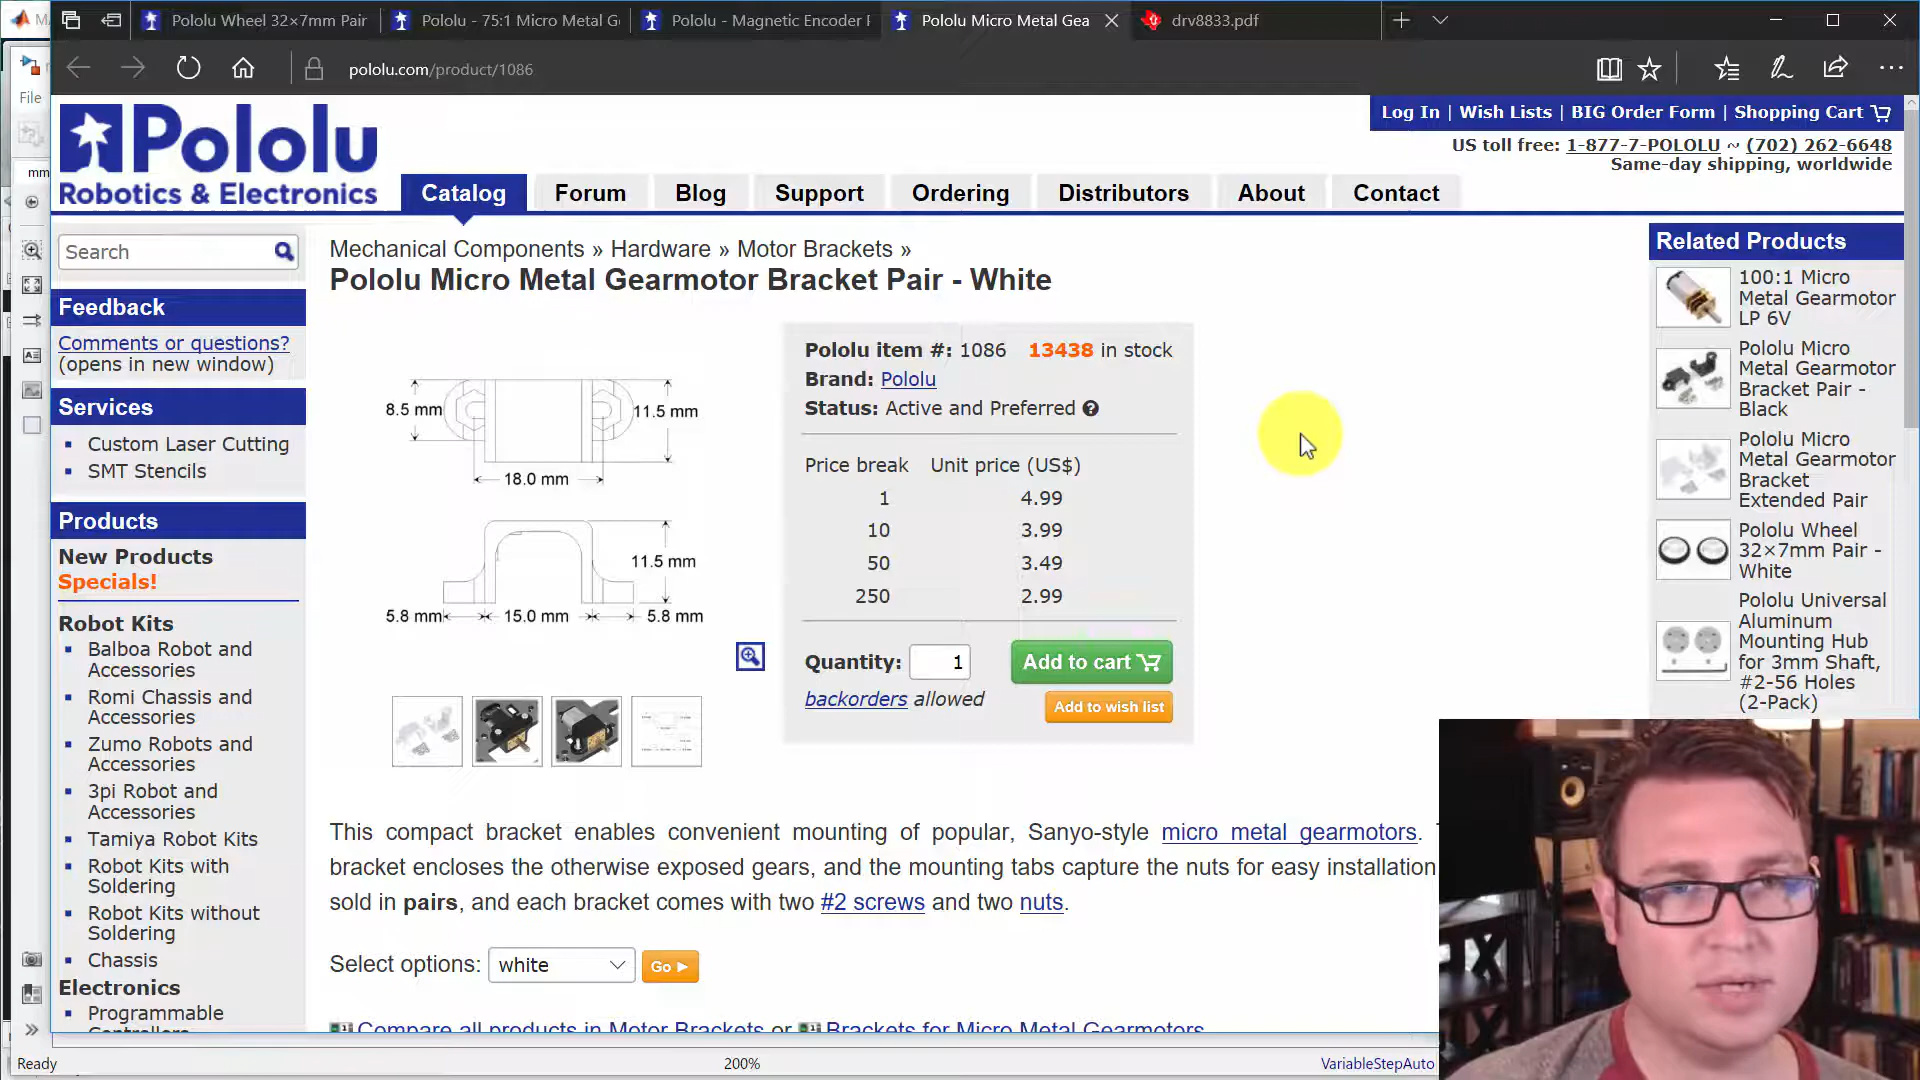 Pololu Wheel 32×7mm Pair
Pololu - 75:1 Micro Metal G
Pololu - Magnetic Encoder
Pololu Micro Metal Gea
drv8833.pdf
pololu.com/product/1086
File
mm
Pololu
Robotics & Electronics
Log In | Wish Lists | BIG Order Form | Shopping Cart
US toll free: 1-877-7-POLOLU ~ (702) 262-6648
Same-day shipping, worldwide
Catalog
Forum
Blog
Support
Ordering
Distributors
About
Contact
Search
Feedback
Comments or questions?
(opens in new window)
Services
Custom Laser Cutting
SMT Stencils
Products
New Products
Specials!
Robot Kits
Balboa Robot and
Accessories
Romi Chassis and
Accessories
Zumo Robots and
Accessories
3pi Robot and
Accessories
Tamiya Robot Kits
Robot Kits with
Soldering
Robot Kits without
Soldering
Chassis
Electronics
Programmable
Controllers
Mechanical Components » Hardware » Motor Brackets »
Pololu Micro Metal Gearmotor Bracket Pair - White
8.5 mm
11.5 mm
18.0 mm
11.5 mm
5.8 mm
15.0 mm
5.8 mm
Pololu item #: 1086 13438 in stock
Brand: Pololu
Status: Active and Preferred
Price break Unit price (US$)
1 4.99
10 3.99
50 3.49
250 2.99
Quantity: 1 Add to cart
backorders allowed
Add to wish list
This compact bracket enables convenient mounting of popular, Sanyo-style micro metal gearmotors.
bracket encloses the otherwise exposed gears, and the mounting tabs capture the nuts for easy installation
sold in pairs, and each bracket comes with two #2 screws and two nuts.
Select options: white Go
Compare all products in Motor Brackets or Brackets for Micro Metal Gearmotors
Related Products
100:1 Micro
Metal Gearmotor
LP 6V
Pololu Micro
Metal Gearmotor
Bracket Pair -
Black
Pololu Micro
Metal Gearmotor
Bracket
Extended Pair
Pololu Wheel
32×7mm Pair -
White
Pololu Universal
Aluminum
Mounting Hub
for 3mm Shaft,
#2-56 Holes
(2-Pack)
Ready
200%
VariableStepAuto